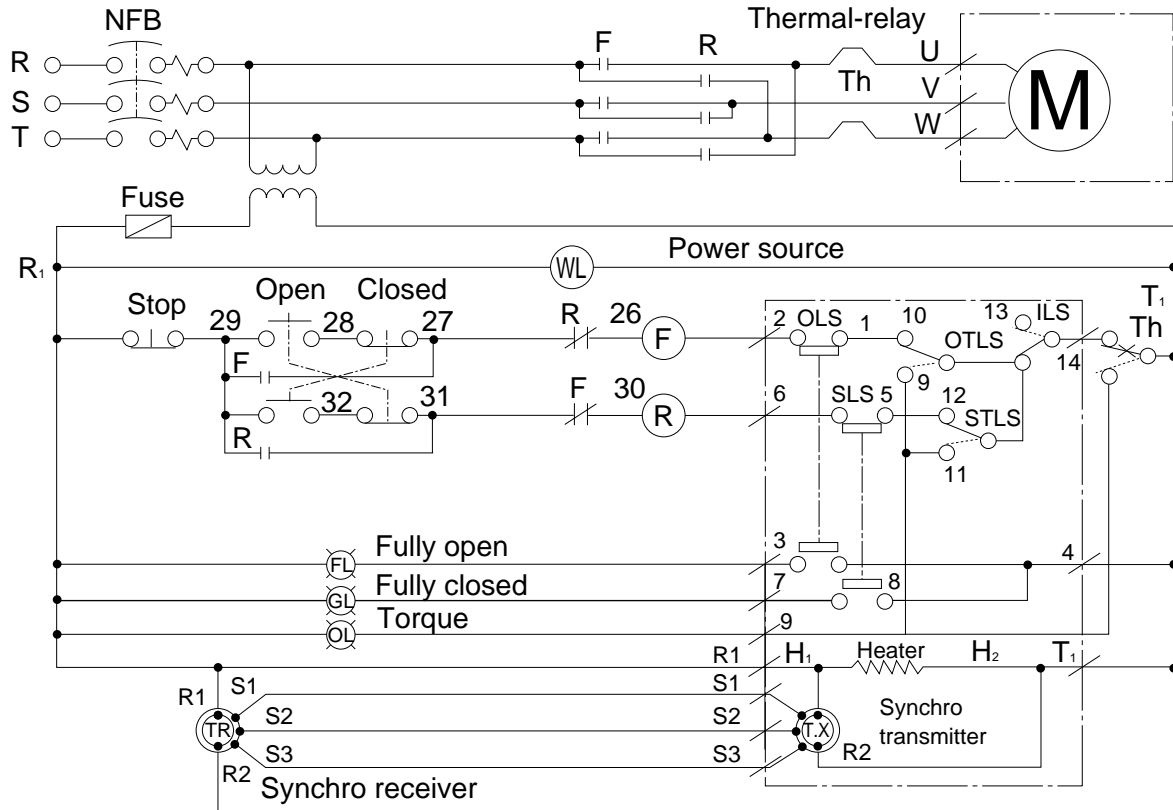 NFB
Thermal-relay
R
F
R
U
S
Th
V
T
W
M
Fuse
Power source
R₁
WL
Stop
Open
Closed
29
28
27
R
26
F
2
OLS
1
10
13
ILS
T₁
Th
OTLS
14
F
9
32
31
F
30
R
6
SLS
5
12
STLS
R
11
Fully open
3
4
FL
Fully closed
7
8
GL
Torque
9
OL
R1
H₁
Heater
H₂
T₁
R1
S1
S1
TR
S2
S2
T.X
Synchro
transmitter
R2
S3
S3
R2
Synchro receiver